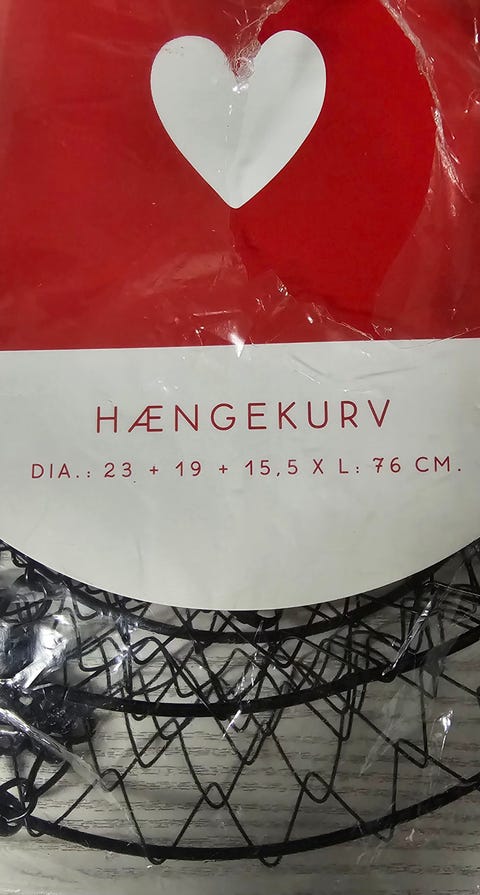 HÆNGEKURV
DIA.: 23 + 19 + 15,5 X L: 76 CM.